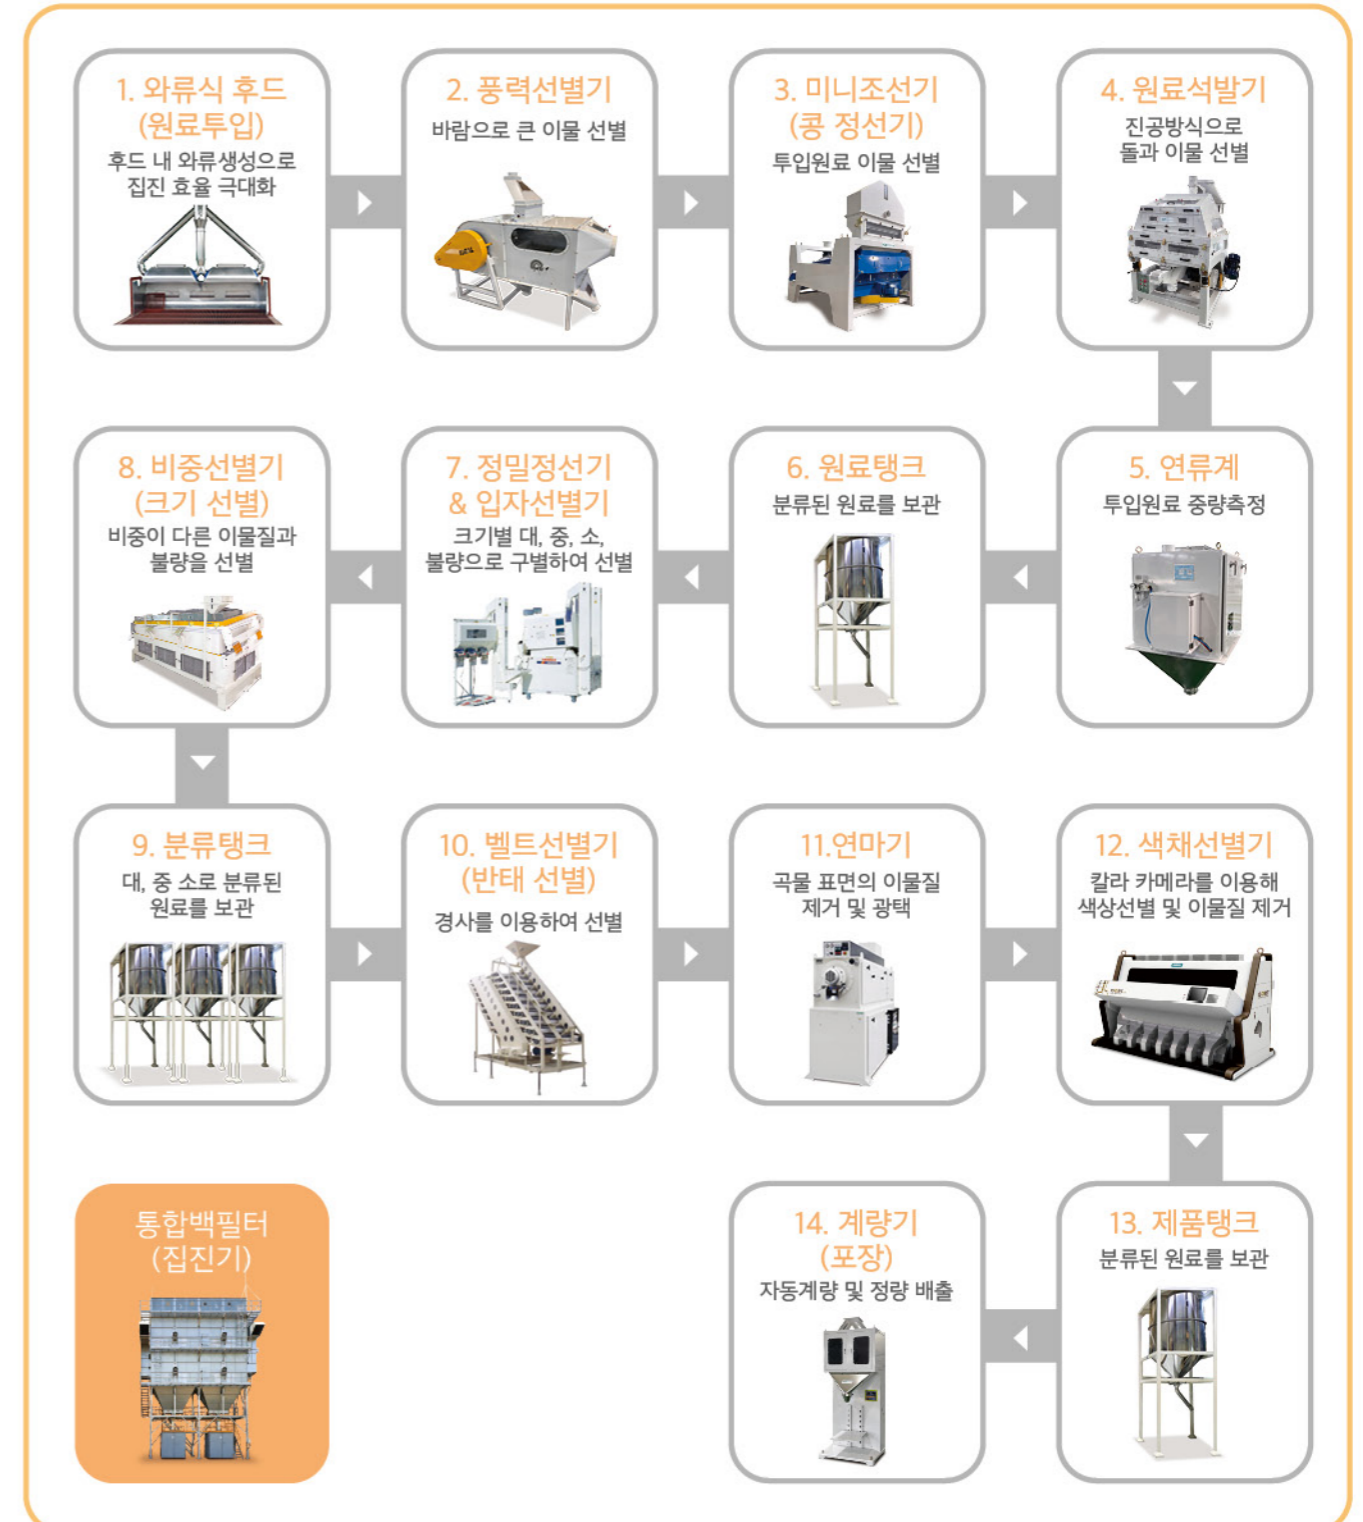 1. 와류식 후드
(원료투입)
후드 내 와류생성으로
집진 효율 극대화
2. 풍력선별기
바람으로 큰 이물 선별
3. 미니조선기
(콩 정선기)
투입원료 이물 선별
4. 원료석발기
진공방식으로
돌과 이물 선별
8. 비중선별기
(크기 선별)
비중이 다른 이물질과
불량을 선별
7. 정밀정선기
& 입자선별기
크기별 대, 중, 소,
불량으로 구별하여 선별
6. 원료탱크
분류된 원료를 보관
5. 연류계
투입원료 중량측정
9. 분류탱크
대, 중 소로 분류된
원료를 보관
10. 벨트선별기
(반태 선별)
경사를 이용하여 선별
11.연마기
곡물 표면의 이물질
제거 및 광택
12. 색채선별기
칼라 카메라를 이용해
색상선별 및 이물질 제거
통합백필터
(집진기)
14. 계량기
(포장)
자동계량 및 정량 배출
13. 제품탱크
분류된 원료를 보관